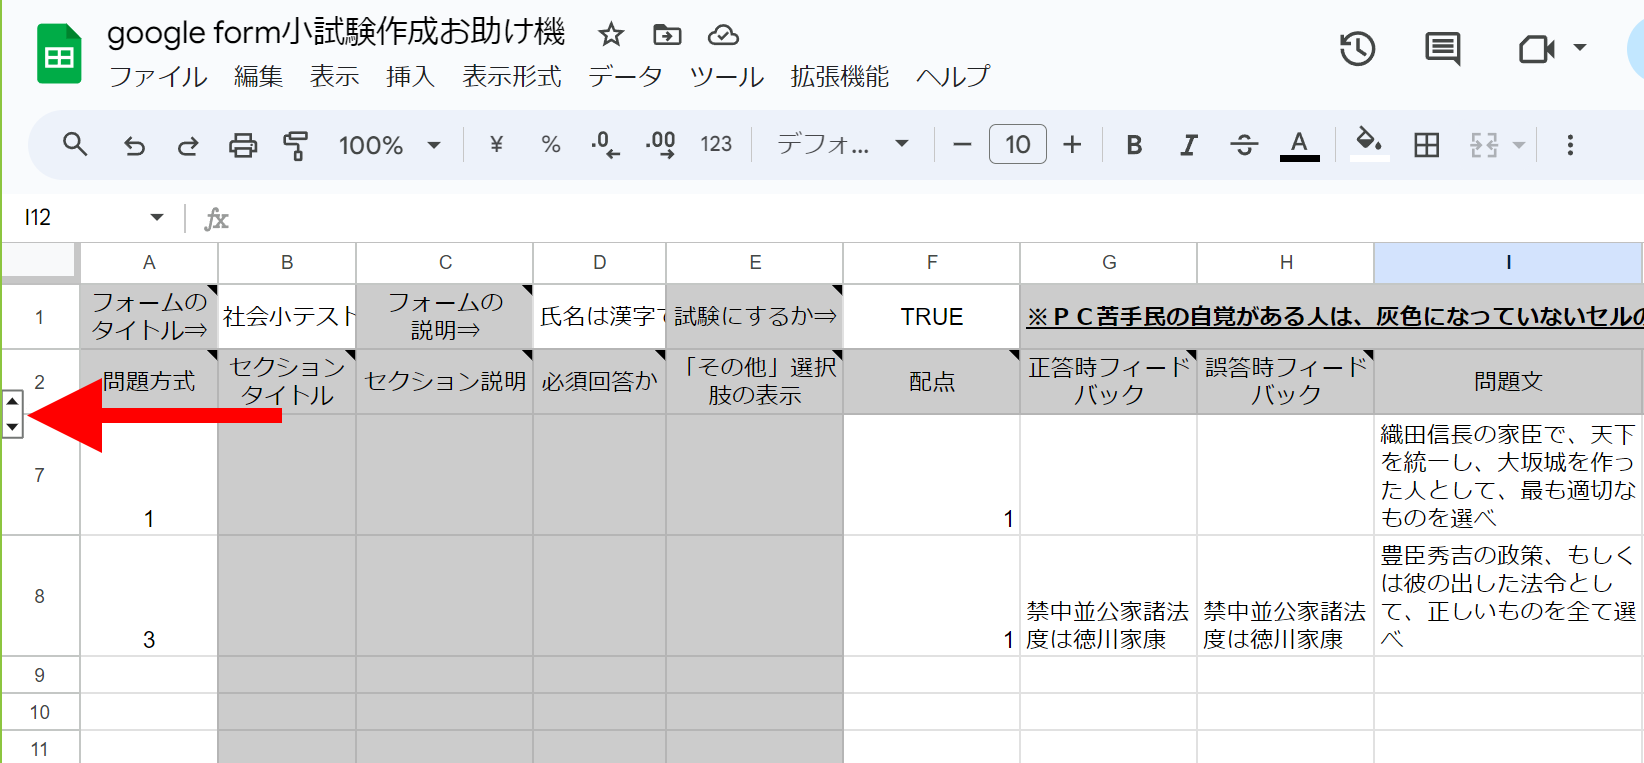 google form小試験作成お助け機
ファイル 編集 表示 挿入 表示形式 データ ツール 拡張機能 ヘルプ
100% ¥ % .0 .00 123 デフォ... 10 B I A
I12 fx
A B C D E F G H I
1 フォームの
タイトル⇒ 社会小テスト フォームの
説明⇒ 氏名は漢字で 試験にするか⇒ TRUE ※ＰＣ苦手民の自覚がある人は、灰色になっていないセルの
2 問題方式 セクション
タイトル セクション説明 必須回答か 「その他」選択
肢の表示 配点 正答時フィード
バック 誤答時フィード
バック 問題文
7 1 1 織田信長の家臣で、天下
を統一し、大坂城を作っ
た人として、最も適切な
ものを選べ
8 3 1 禁中並公家諸法
度は徳川家康 禁中並公家諸法
度は徳川家康 豊臣秀吉の政策、もしく
は彼の出した法令とし
て、正しいものを全て選
べ
9
10
11